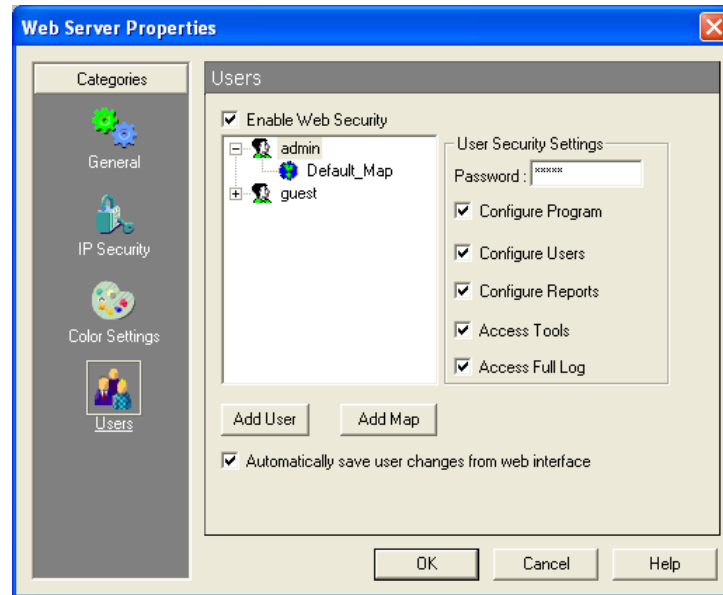 Web Server Properties
Categories
General
IP Security
Color Settings
Users
Users
Enable Web Security
admin
Default_Map
guest
User Security Settings
Password : *****
Configure Program
Configure Users
Configure Reports
Access Tools
Access Full Log
Add User
Add Map
Automatically save user changes from web interface
OK
Cancel
Help